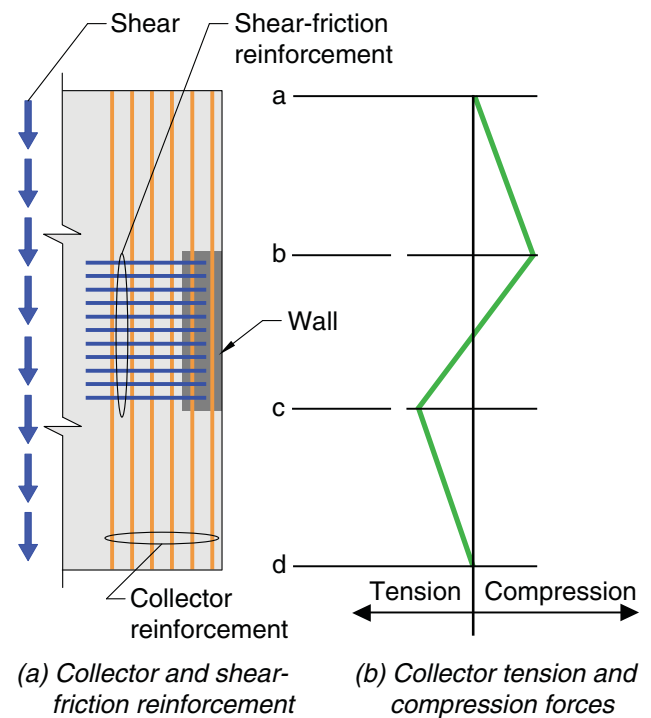 Shear
Shear-friction
reinforcement
Wall
Collector
reinforcement
(a) Collector and shear-
friction reinforcement
a
b
c
d
Tension
Compression
(b) Collector tension and
compression forces